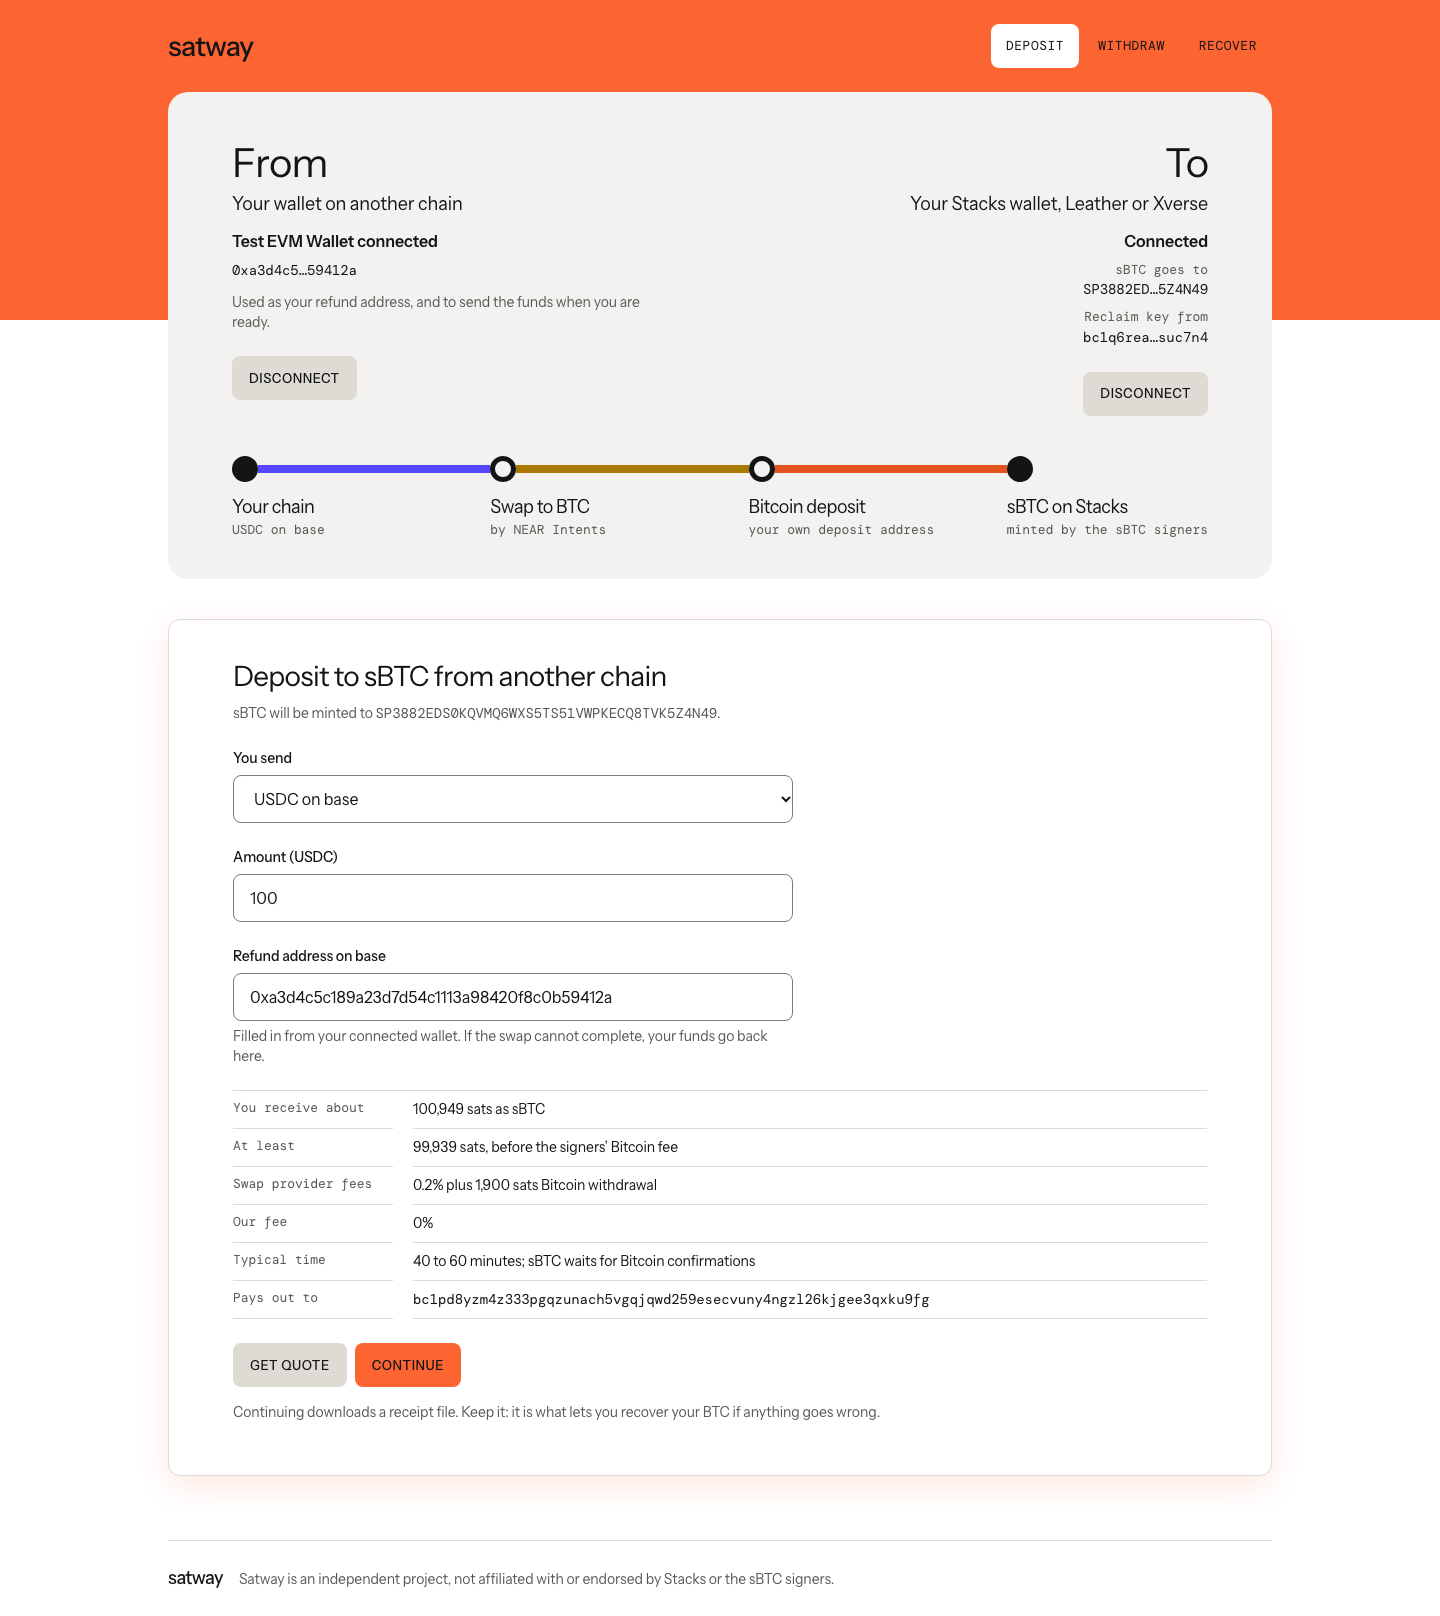 satway
DEPOSIT
WITHDRAW
RECOVER
From
Your wallet on another chain
Test EVM Wallet connected
0xa3d4c5…59412a
Used as your refund address, and to send the funds when you are
ready.
DISCONNECT
To
Your Stacks wallet, Leather or Xverse
Connected
sBTC goes to
SP3882ED…5Z4N49
Reclaim key from
bc1q6rea…suc7n4
DISCONNECT
Your chain
USDC on base
Swap to BTC
by NEAR Intents
Bitcoin deposit
your own deposit address
sBTC on Stacks
minted by the sBTC signers
Deposit to sBTC from another chain
sBTC will be minted to SP3882EDS0KQVMQ6WXS5TS51VWPKECQ8TVK5Z4N49.
You send
USDC on base
Amount (USDC)
100
Refund address on base
0xa3d4c5c189a23d7d54c1113a98420f8c0b59412a
Filled in from your connected wallet. If the swap cannot complete, your funds go back
here.
You receive about 100,949 sats as sBTC
At least 99,939 sats, before the signers’ Bitcoin fee
Swap provider fees 0.2% plus 1,900 sats Bitcoin withdrawal
Our fee 0%
Typical time 40 to 60 minutes; sBTC waits for Bitcoin confirmations
Pays out to bc1pd8yzm4z333pgqzunach5vgqjqwd259esecvuny4ngzl26kjgee3qxku9fg
GET QUOTE
CONTINUE
Continuing downloads a receipt file. Keep it: it is what lets you recover your BTC if anything goes wrong.
satway Satway is an independent project, not affiliated with or endorsed by Stacks or the sBTC signers.